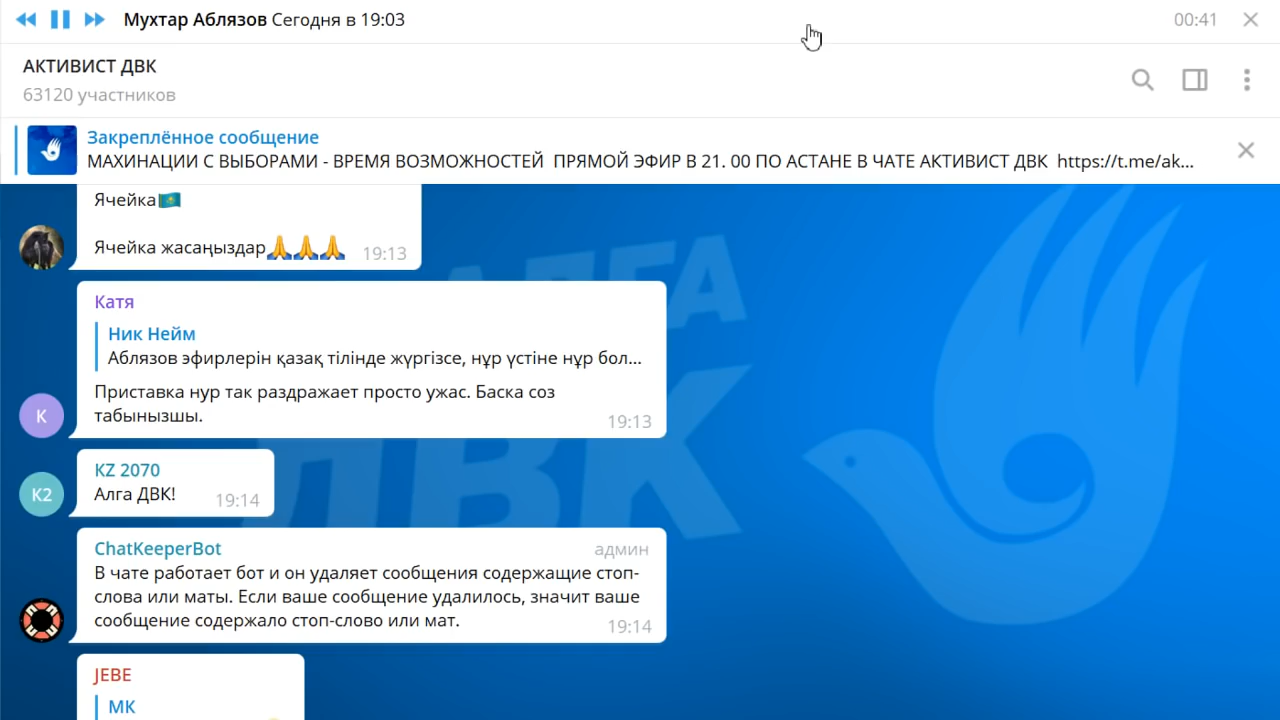 Мухтар Аблязов Сегодня в 19:03
00:41
АКТИВИСТ ДВК
63120 участников
Закреплённое сообщение
МАХИНАЦИИ С ВЫБОРАМИ - ВРЕМЯ ВОЗМОЖНОСТЕЙ ПРЯМОЙ ЭФИР В 21. 00 ПО АСТАНЕ В ЧАТЕ АКТИВИСТ ДВК https://t.me/ak...
Ячейка🇰🇿
Ячейка жасаңыздар🙏🙏🙏
19:13
АЛГА
ДВК
Катя
Ник Нейм
Аблязов эфирлерін қазақ тілінде жүргізсе, нұр үстіне нұр бол...
Приставка нур так раздражает просто ужас. Баска соз
табынызшы.
19:13
К
KZ 2070
Алга ДВК!
19:14
K2
ChatKeeperBot
админ
В чате работает бот и он удаляет сообщения содержащие стоп-
слова или маты. Если ваше сообщение удалилось, значит ваше
сообщение содержало стоп-слово или мат.
19:14
JEBE
МК